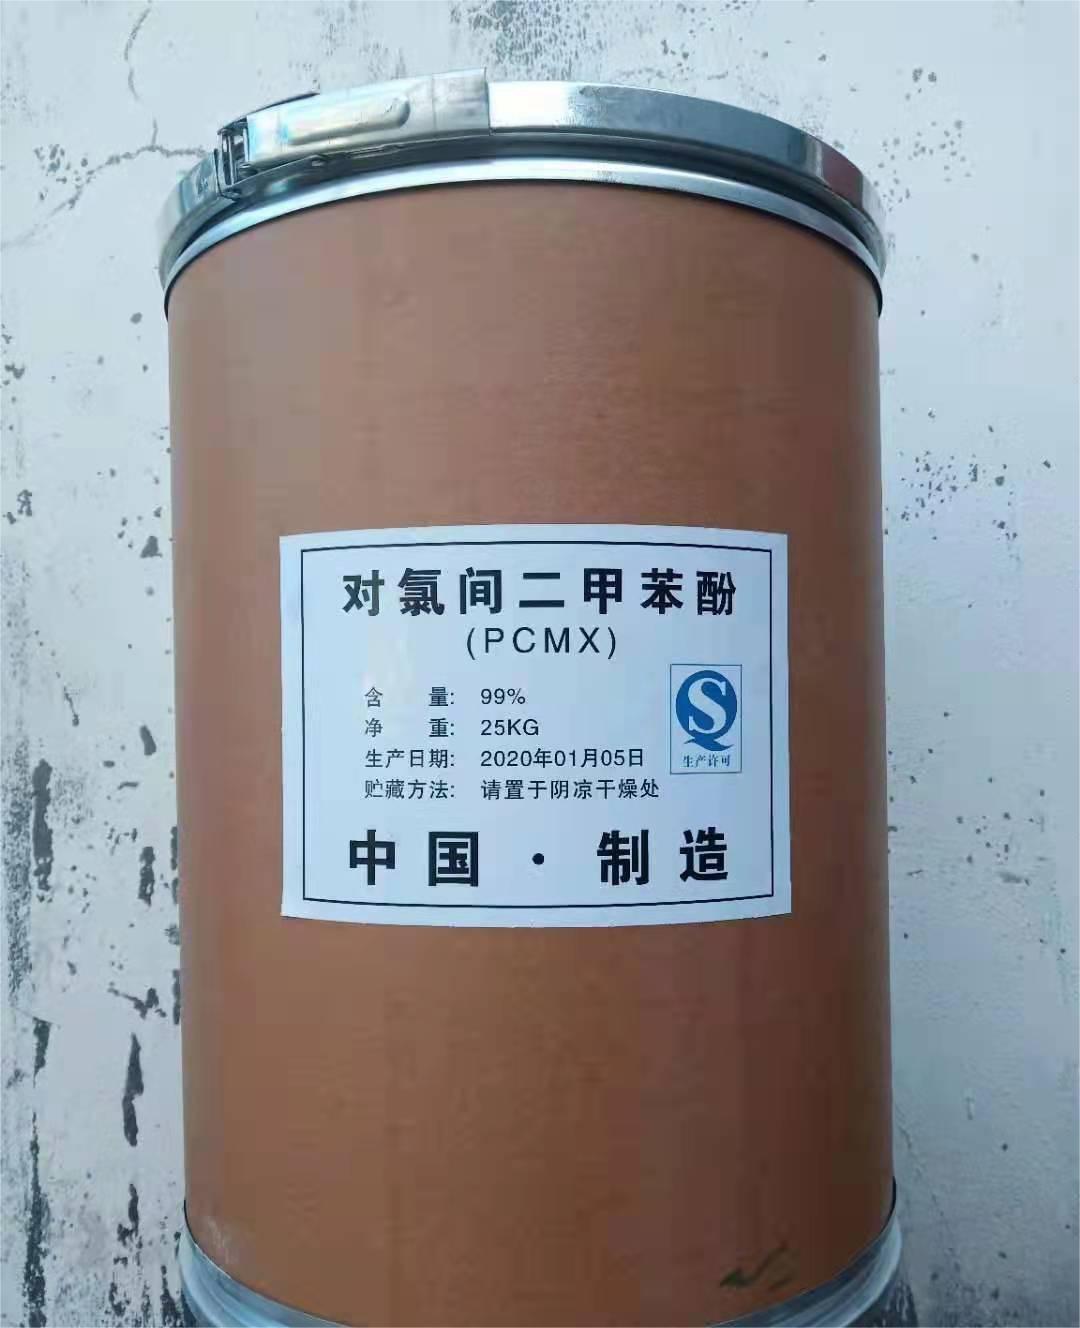 对氯间二甲苯酚
(PCMX)
含 量: 99%
净 重: 25KG
生产日期: 2020年01月05日
贮藏方法: 请置于阴凉干燥处
S
生产许可
中国·制造